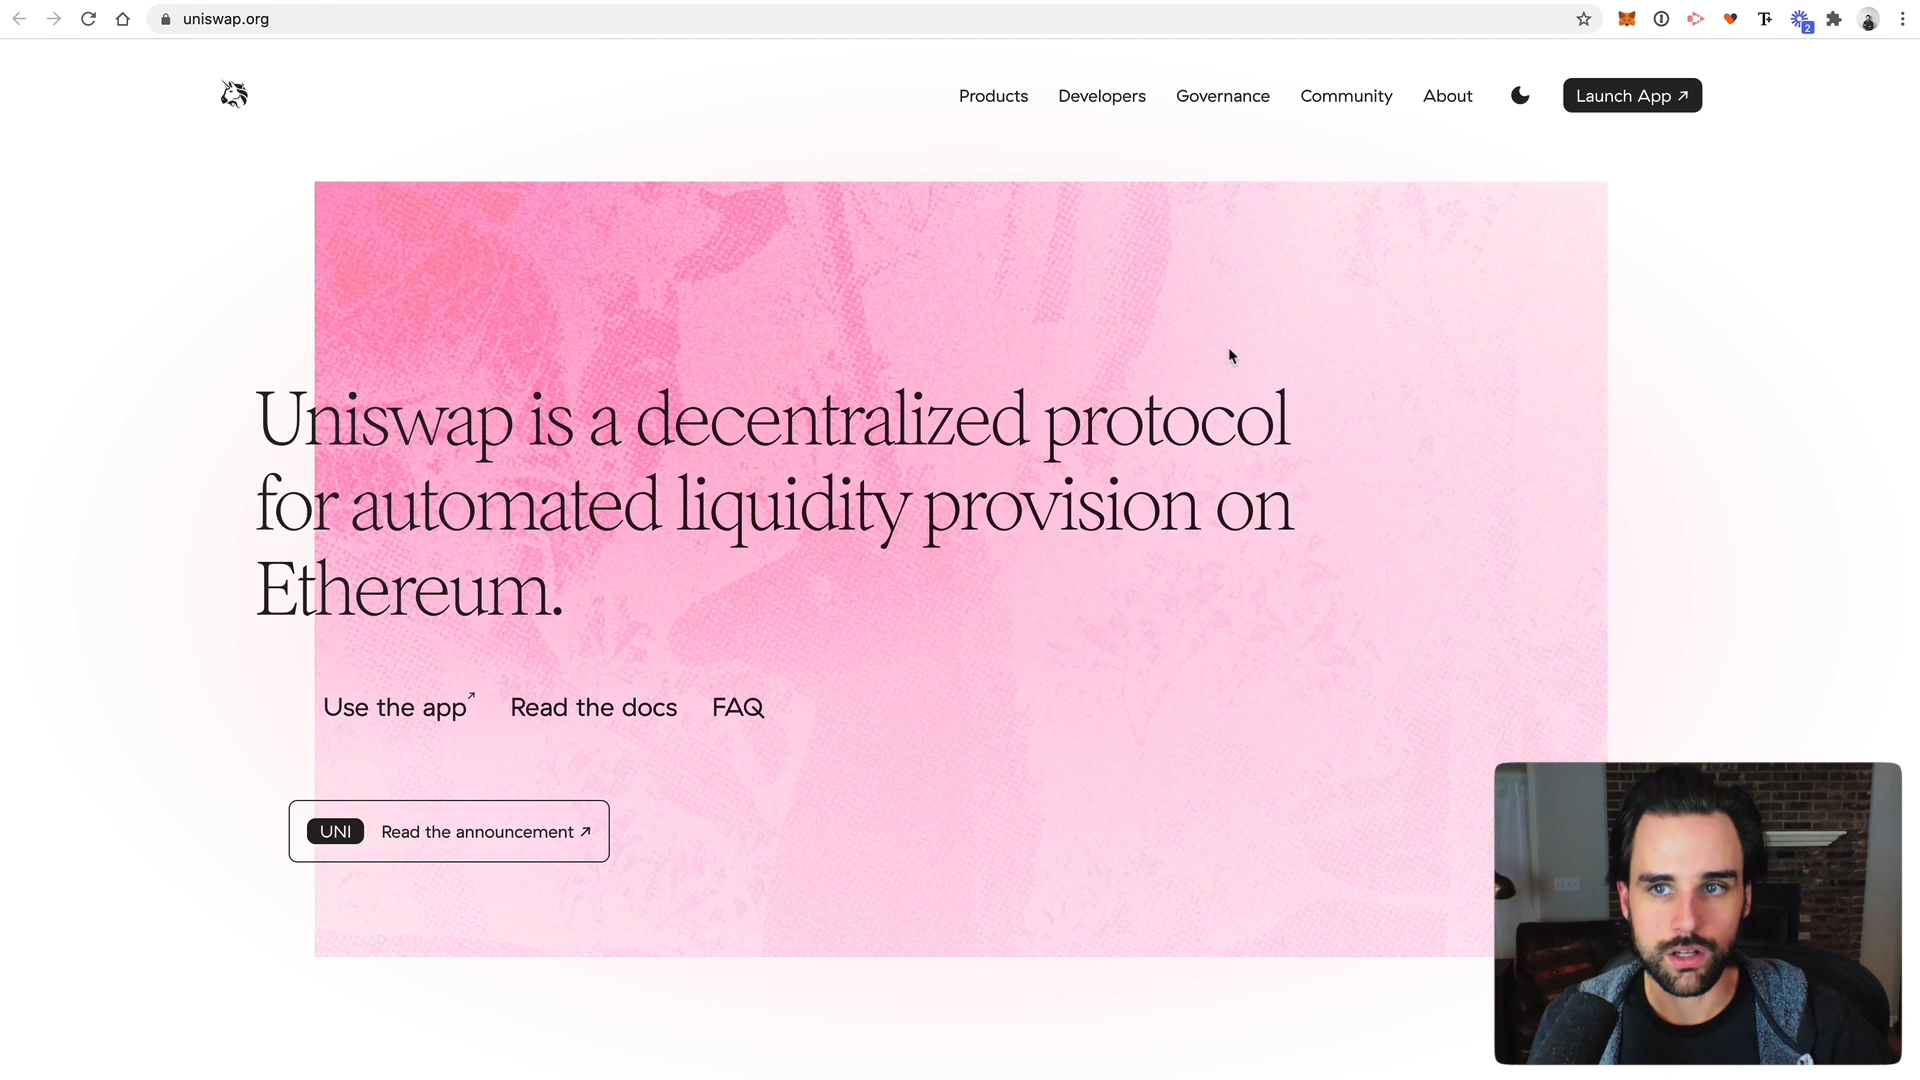 uniswap.org
2
Products
Developers
Governance
Community
About
Launch App ↗
Uniswap is a decentralized protocol
for automated liquidity provision on
Ethereum.
Use the app↗
Read the docs
FAQ
UNI
Read the announcement ↗